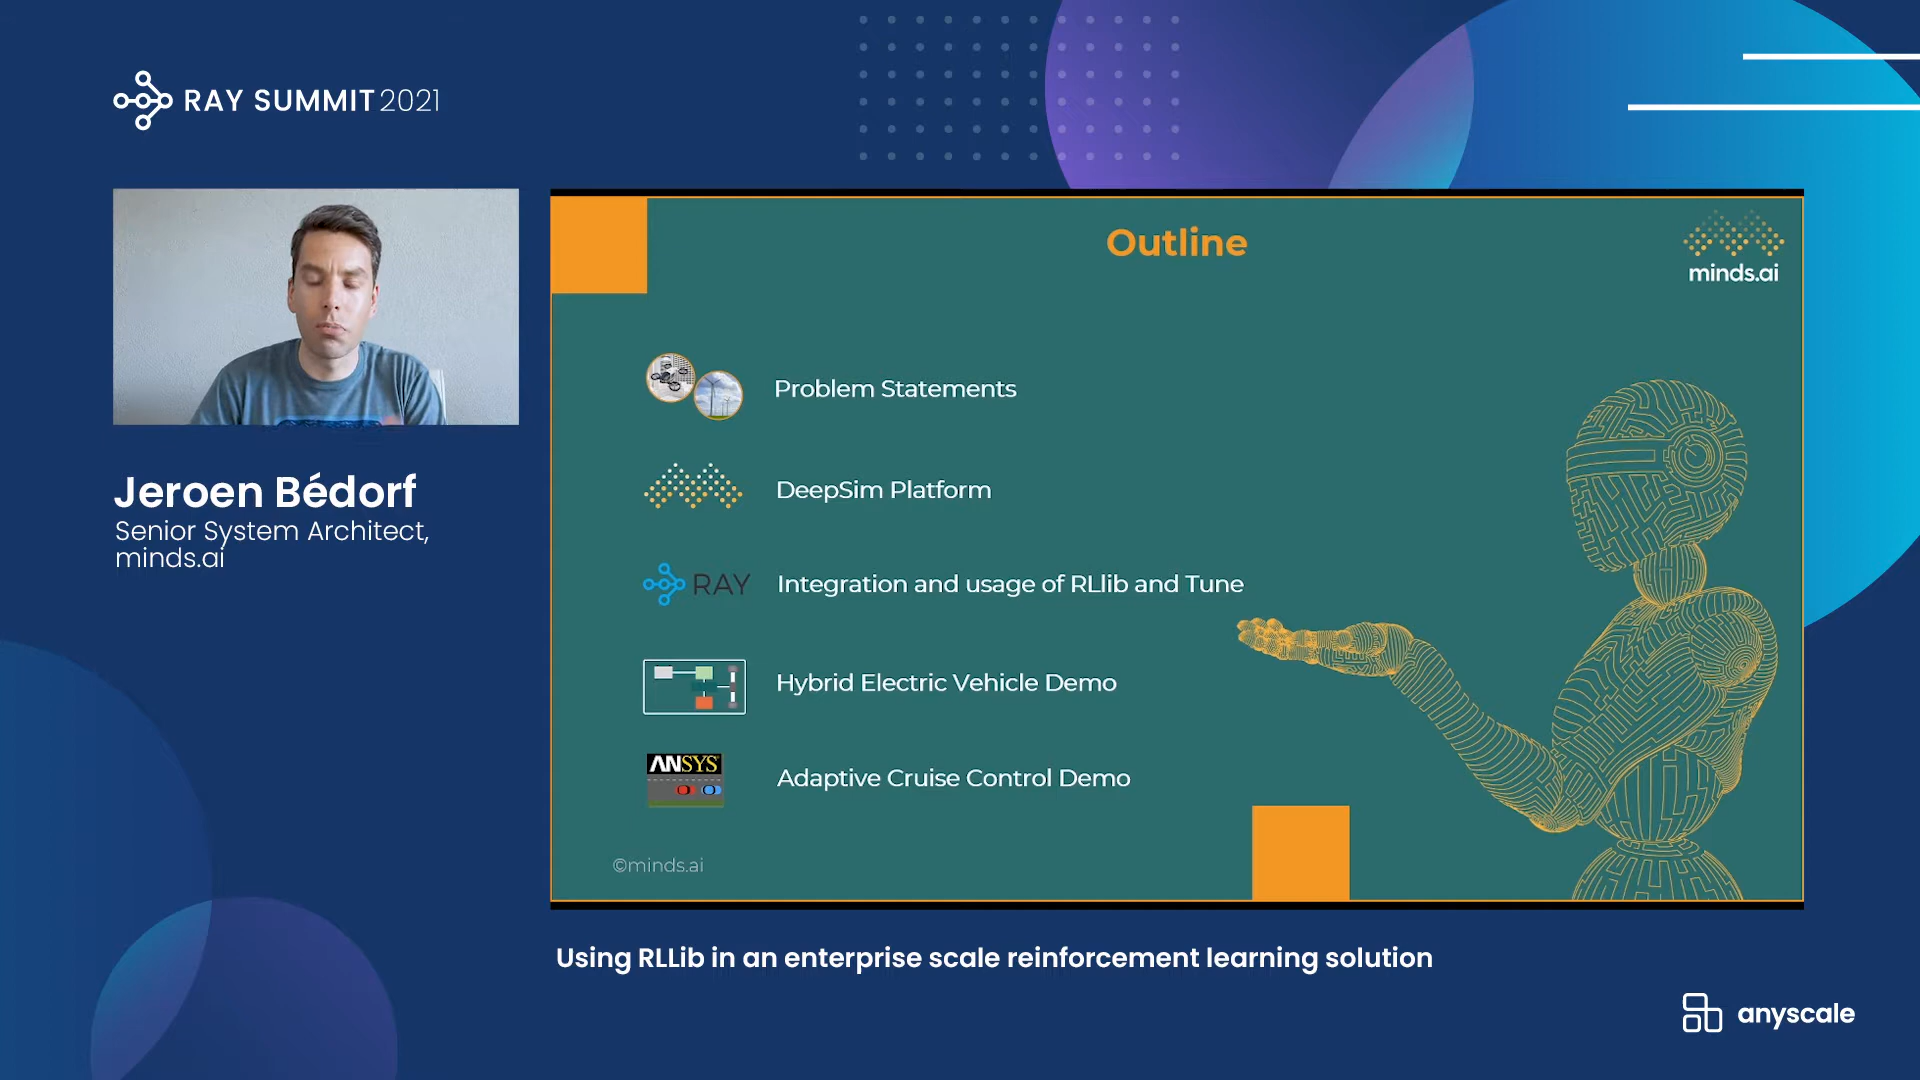 RAY SUMMIT 2021
Jeroen Bédorf
Senior System Architect,
minds.ai
Outline
minds.ai
Problem Statements
DeepSim Platform
RAY
Integration and usage of RLlib and Tune
Hybrid Electric Vehicle Demo
ANSYS
Adaptive Cruise Control Demo
©minds.ai
Using RLLib in an enterprise scale reinforcement learning solution
anyscale